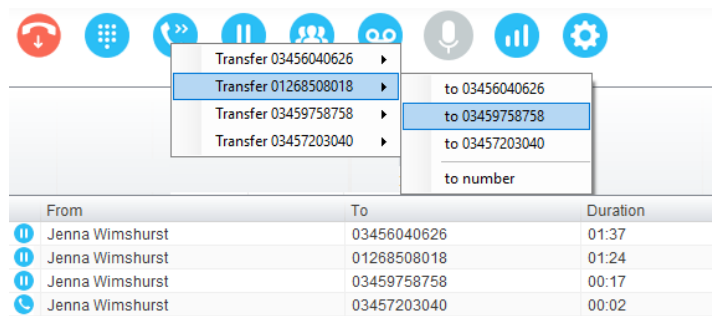 Transfer 03456040626
Transfer 01268508018
Transfer 03459758758
Transfer 03457203040
to 03456040626
to 03459758758
to 03457203040
to number
From To Duration
Jenna Wimshurst 03456040626 01:37
Jenna Wimshurst 01268508018 01:24
Jenna Wimshurst 03459758758 00:17
Jenna Wimshurst 03457203040 00:02